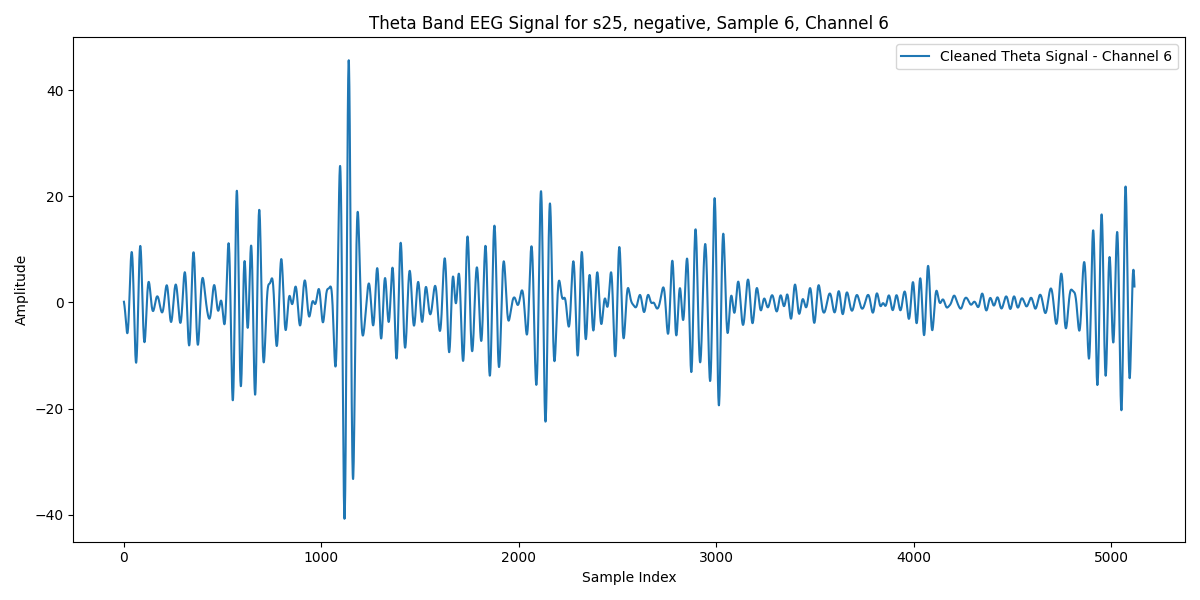 Theta Band EEG Signal for s25, negative, Sample 6, Channel 6
Cleaned Theta Signal - Channel 6
Amplitude
40
20
0
−20
−40
0 1000 2000 3000 4000 5000
Sample Index